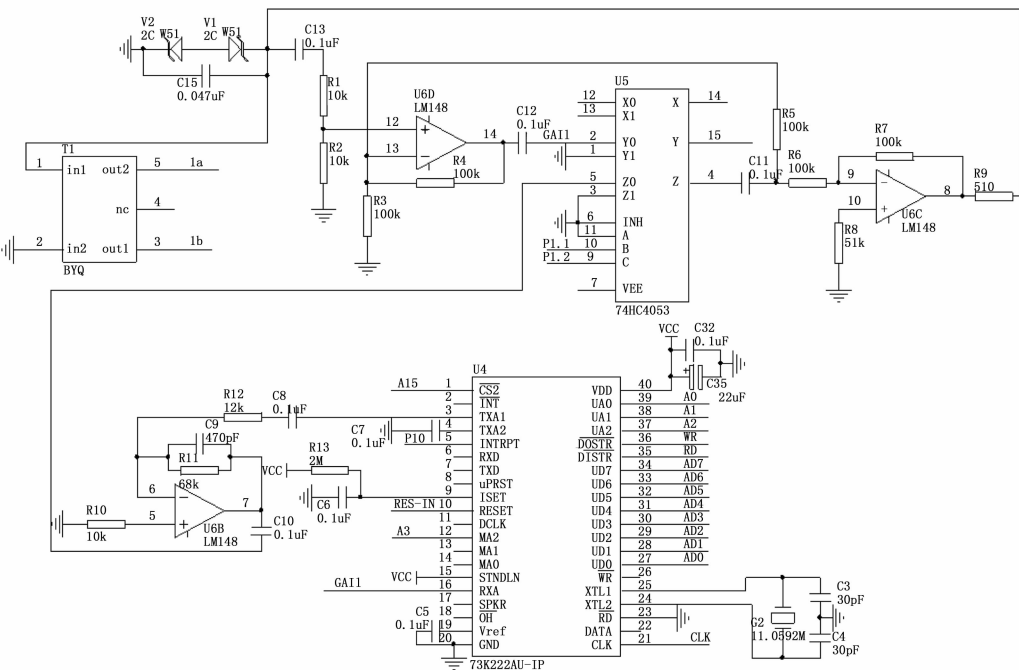 V2
2C W51
V1
2C W51
C13
0.1uF
C15
0.047uF
R1
10k
R2
10k
T1
1 in1 out2 5 1a
nc 4
2 in2 out1 3 1b
BYQ
U6D
LM148
12 +
13 −
14
R4
100k
R3
100k
C12
0.1uF
GAI1
U5
12 X0 X 14
13 X1
2 Y0 Y 15
1 Y1
5 Z0 Z 4
3 Z1
6 INH
11 A
P1.1 10 B
P1.2 9 C
7 VEE
74HC4053
C11
0.1uF
R5
100k
R6
100k
R7
100k
9 −
10 +
8
U6C
LM148
R8
51k
R9
510
VCC
C32
0.1uF
+
C35
22uF
R12
12k
C8
0.1uF
C9
470pF
R11
68k
6 −
5 +
7
U6B
LM148
R10
10k
C10
0.1uF
C7
0.1uF
R13
2M
VCC
C6
0.1uF
U4
A15 1 CS2
2 INT
3 TXA1
4 TXA2
P10 5 INTRPT
6 RXD
7 TXD
8 uPRST
9 ISET
RES-IN 10 RESET
11 DCLK
A3 12 MA2
13 MA1
14 MA0
VCC 15 STNDLN
GAI1 16 RXA
17 SPKR
18 OH
19 Vref
20 GND
C5
0.1uF
VDD 40
UA0 39 A0
UA1 38 A1
UA2 37 A2
DOSTR 36 WR
DISTR 35 RD
UD7 34 AD7
UD6 33 AD6
UD5 32 AD5
UD4 31 AD4
UD3 30 AD3
UD2 29 AD2
UD1 28 AD1
UD0 27 AD0
WR 26
XTL1 25
XTL2 24
RD 23
DATA 22
CLK 21 CLK
73K222AU-IP
G2
11.0592M
C3
30pF
C4
30pF